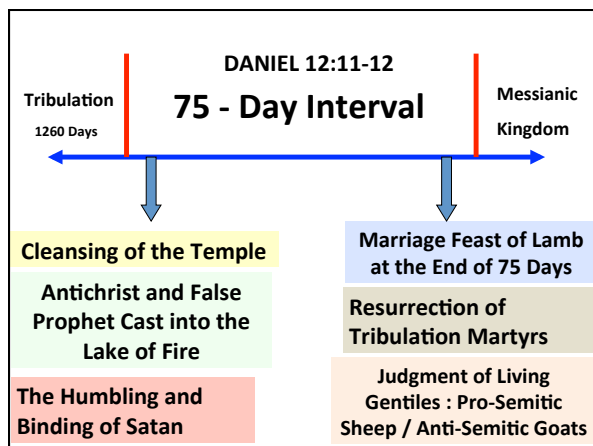 DANIEL 12:11-12
75 - Day Interval
Tribulation
1260 Days
Messianic
Kingdom
Cleansing of the Temple
Antichrist and False
Prophet Cast into the
Lake of Fire
The Humbling and
Binding of Satan
Marriage Feast of Lamb
at the End of 75 Days
Resurrection of
Tribulation Martyrs
Judgment of Living
Gentiles : Pro-Semitic
Sheep / Anti-Semitic Goats